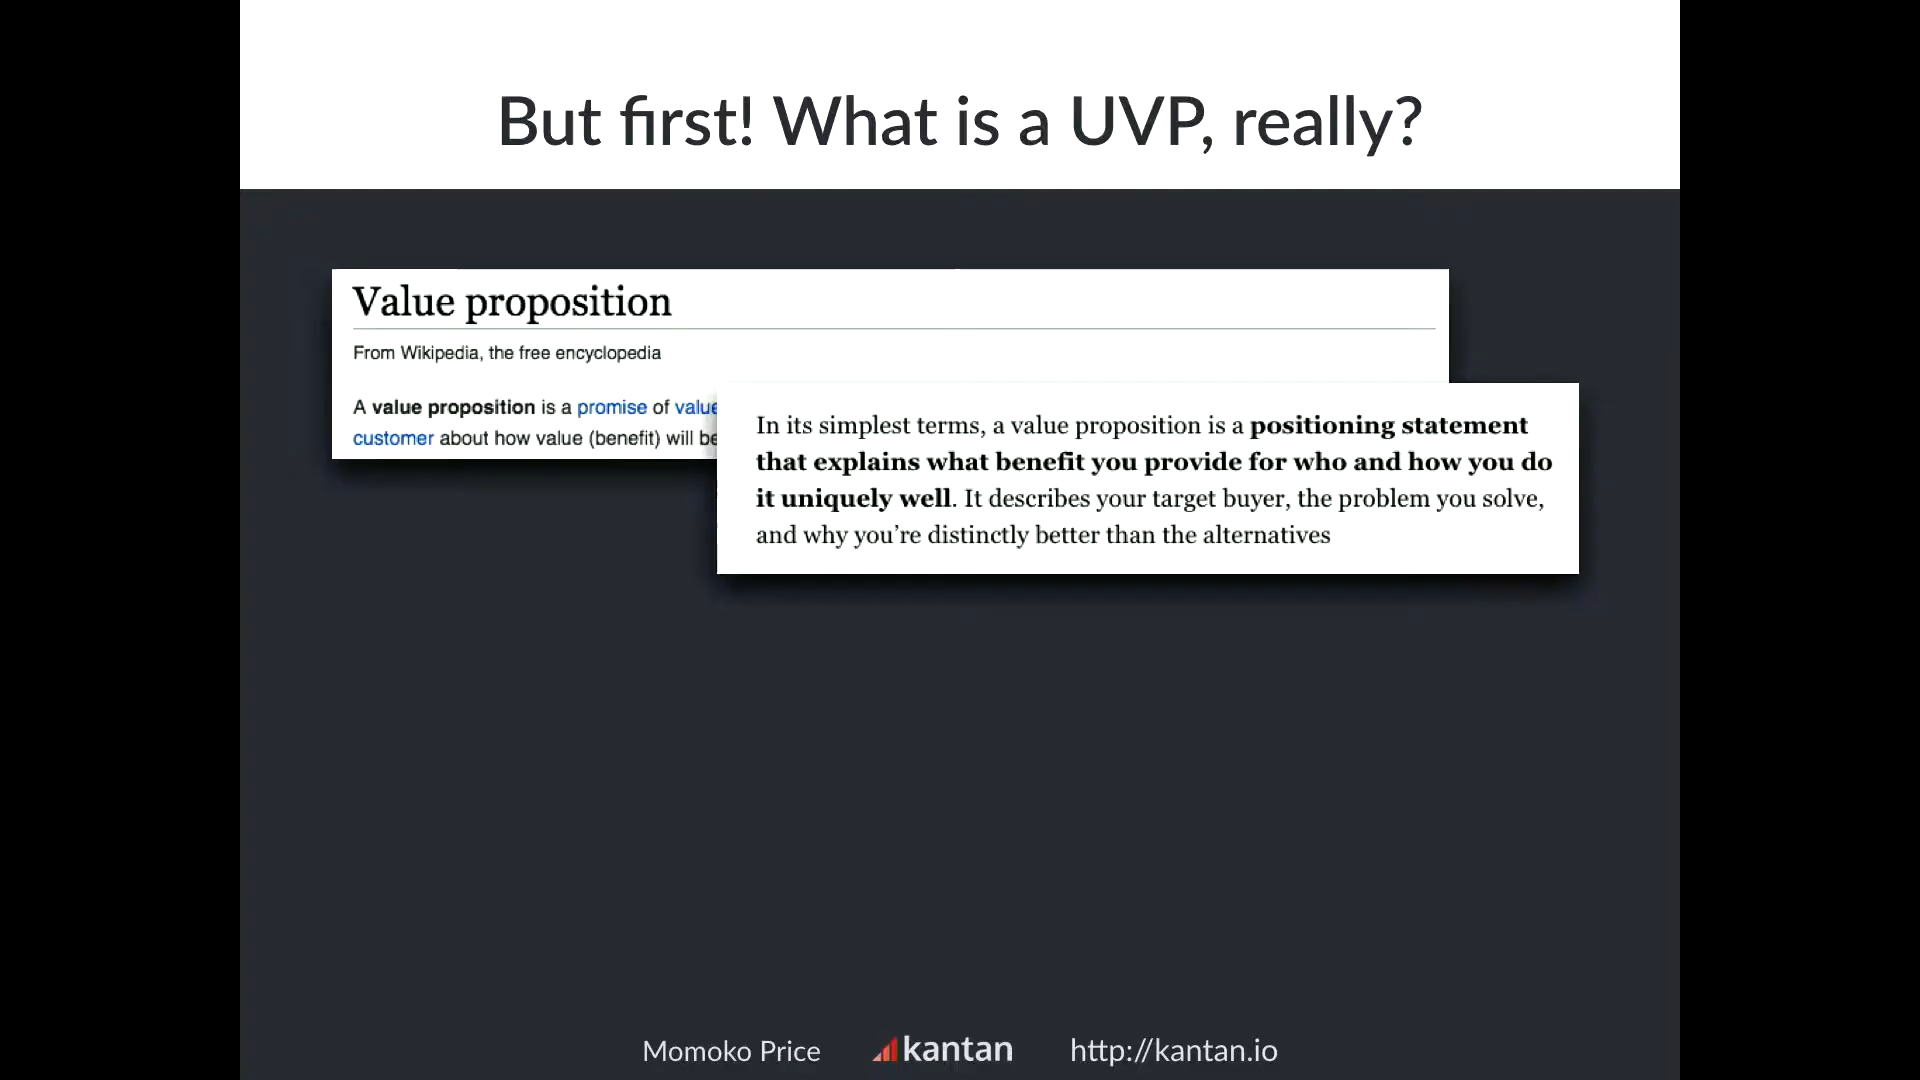 But first! What is a UVP, really?
Value proposition
From Wikipedia, the free encyclopedia
A value proposition is a promise of value
customer about how value (benefit) will be
In its simplest terms, a value proposition is a positioning statement
that explains what benefit you provide for who and how you do
it uniquely well. It describes your target buyer, the problem you solve,
and why you're distinctly better than the alternatives
Momoko Price kantan http://kantan.io